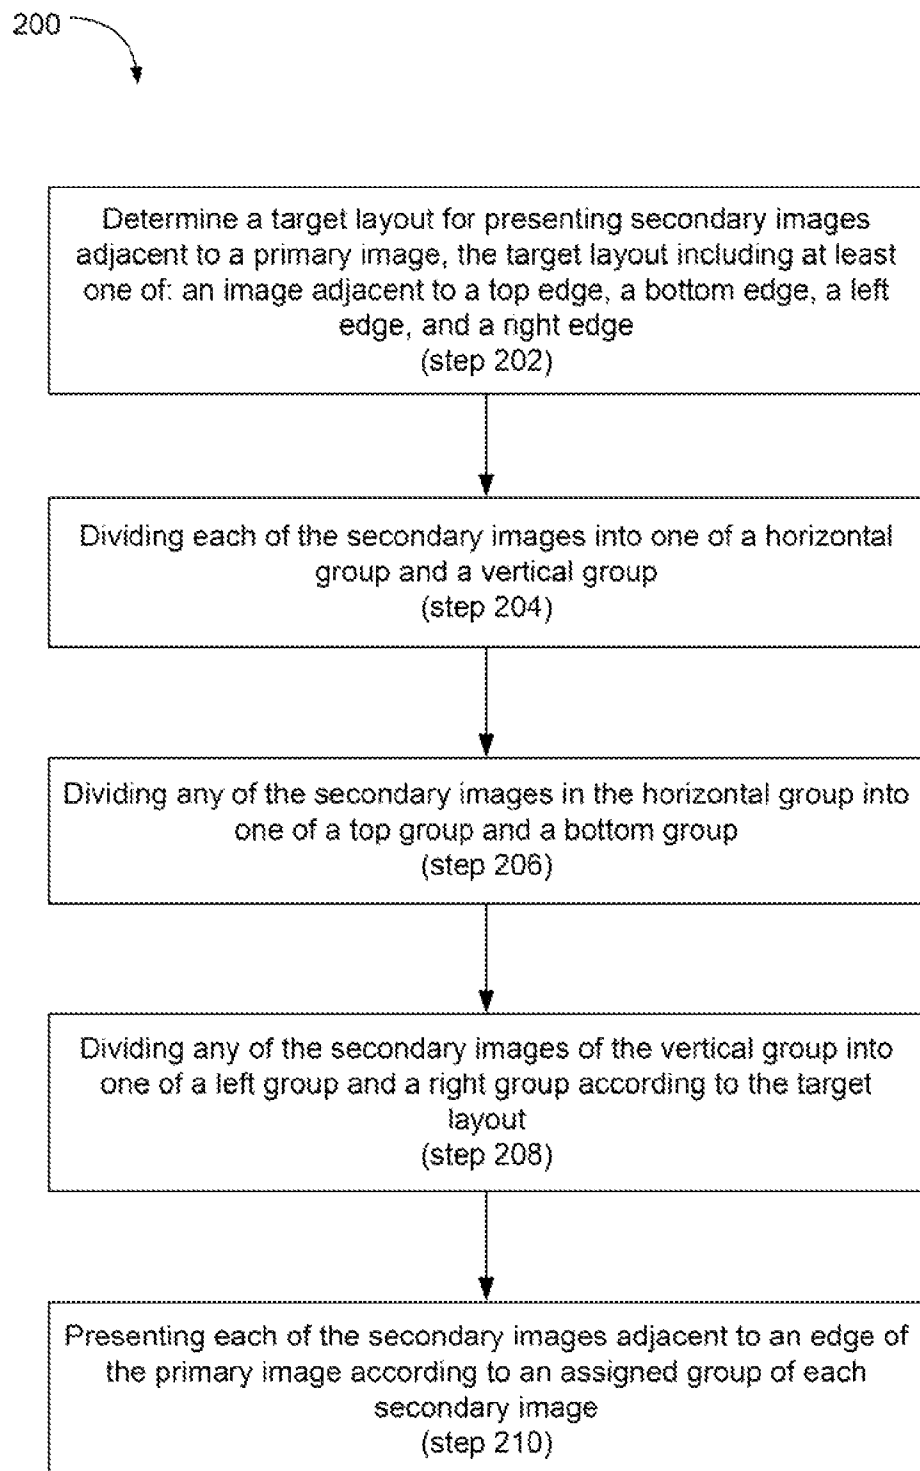 200
Determine a target layout for presenting secondary images
adjacent to a primary image, the target layout including at least
one of: an image adjacent to a top edge, a bottom edge, a left
edge, and a right edge
(step 202)
Dividing each of the secondary images into one of a horizontal
group and a vertical group
(step 204)
Dividing any of the secondary images in the horizontal group into
one of a top group and a bottom group
(step 206)
Dividing any of the secondary images of the vertical group into
one of a left group and a right group according to the target
layout
(step 208)
Presenting each of the secondary images adjacent to an edge of
the primary image according to an assigned group of each
secondary image
(step 210)